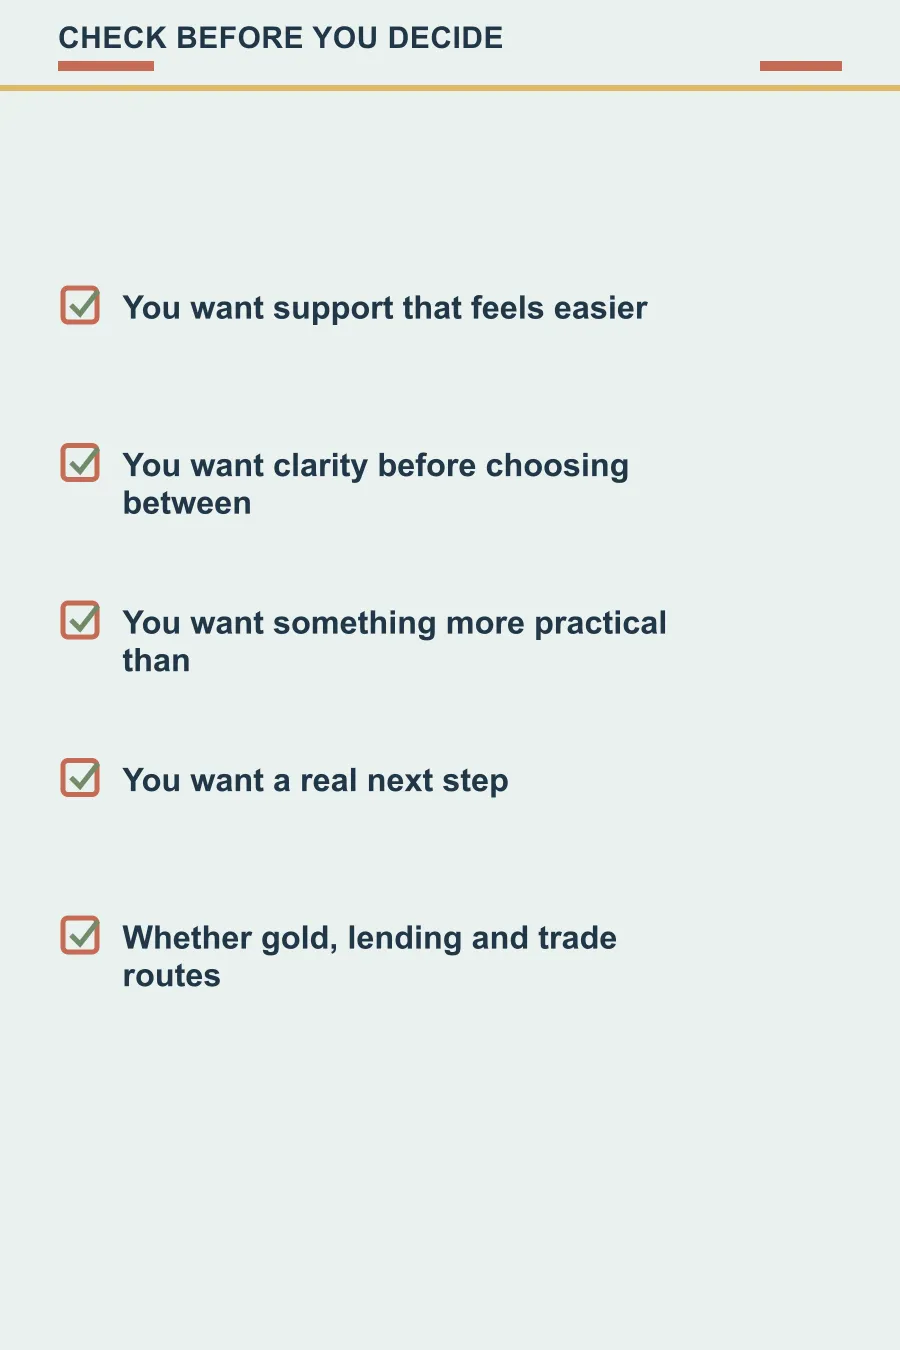 CHECK BEFORE YOU DECIDE
You want support that feels easier
You want clarity before choosing
between
You want something more practical
than
You want a real next step
Whether gold, lending and trade
routes